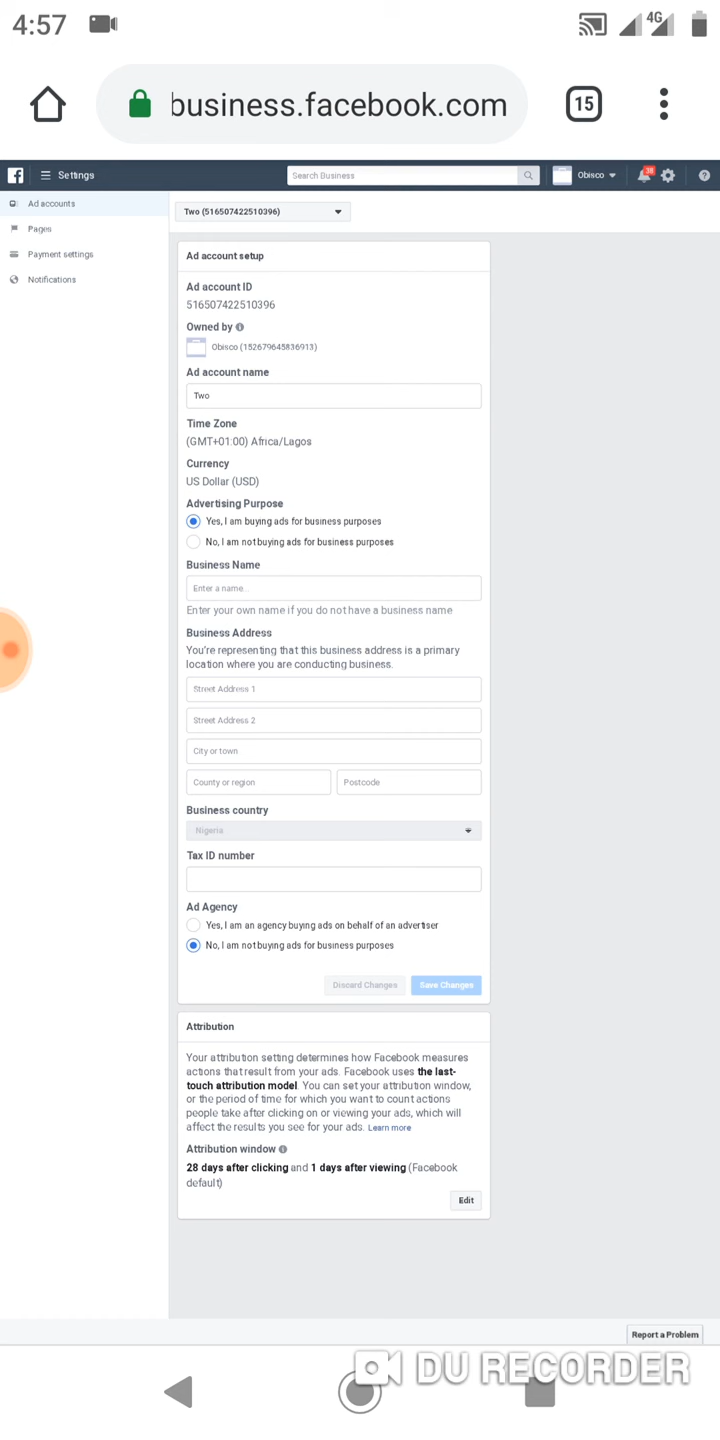 4:57
4G
business.facebook.com
15
Settings
Search Business
Obisco
38
Ad accounts
Pages
Payment settings
Notifications
Two (516507422510396)
Ad account setup
Ad account ID
516507422510396
Owned by
Obisco (152679645836913)
Ad account name
Two
Time Zone
(GMT+01:00) Africa/Lagos
Currency
US Dollar (USD)
Advertising Purpose
Yes, I am buying ads for business purposes
No, I am not buying ads for business purposes
Business Name
Enter a name...
Enter your own name if you do not have a business name
Business Address
You're representing that this business address is a primary
location where you are conducting business.
Street Address 1
Street Address 2
City or town
County or region
Postcode
Business country
Nigeria
Tax ID number
Ad Agency
Yes, I am an agency buying ads on behalf of an advertiser
No, I am not buying ads for business purposes
Discard Changes
Save Changes
Attribution
Your attribution setting determines how Facebook measures
actions that result from your ads. Facebook uses the last-
touch attribution model. You can set your attribution window,
or the period of time for which you want to count actions
people take after clicking on or viewing your ads, which will
affect the results you see for your ads. Learn more
Attribution window
28 days after clicking and 1 days after viewing (Facebook
default)
Edit
Report a Problem
DU RECORDER